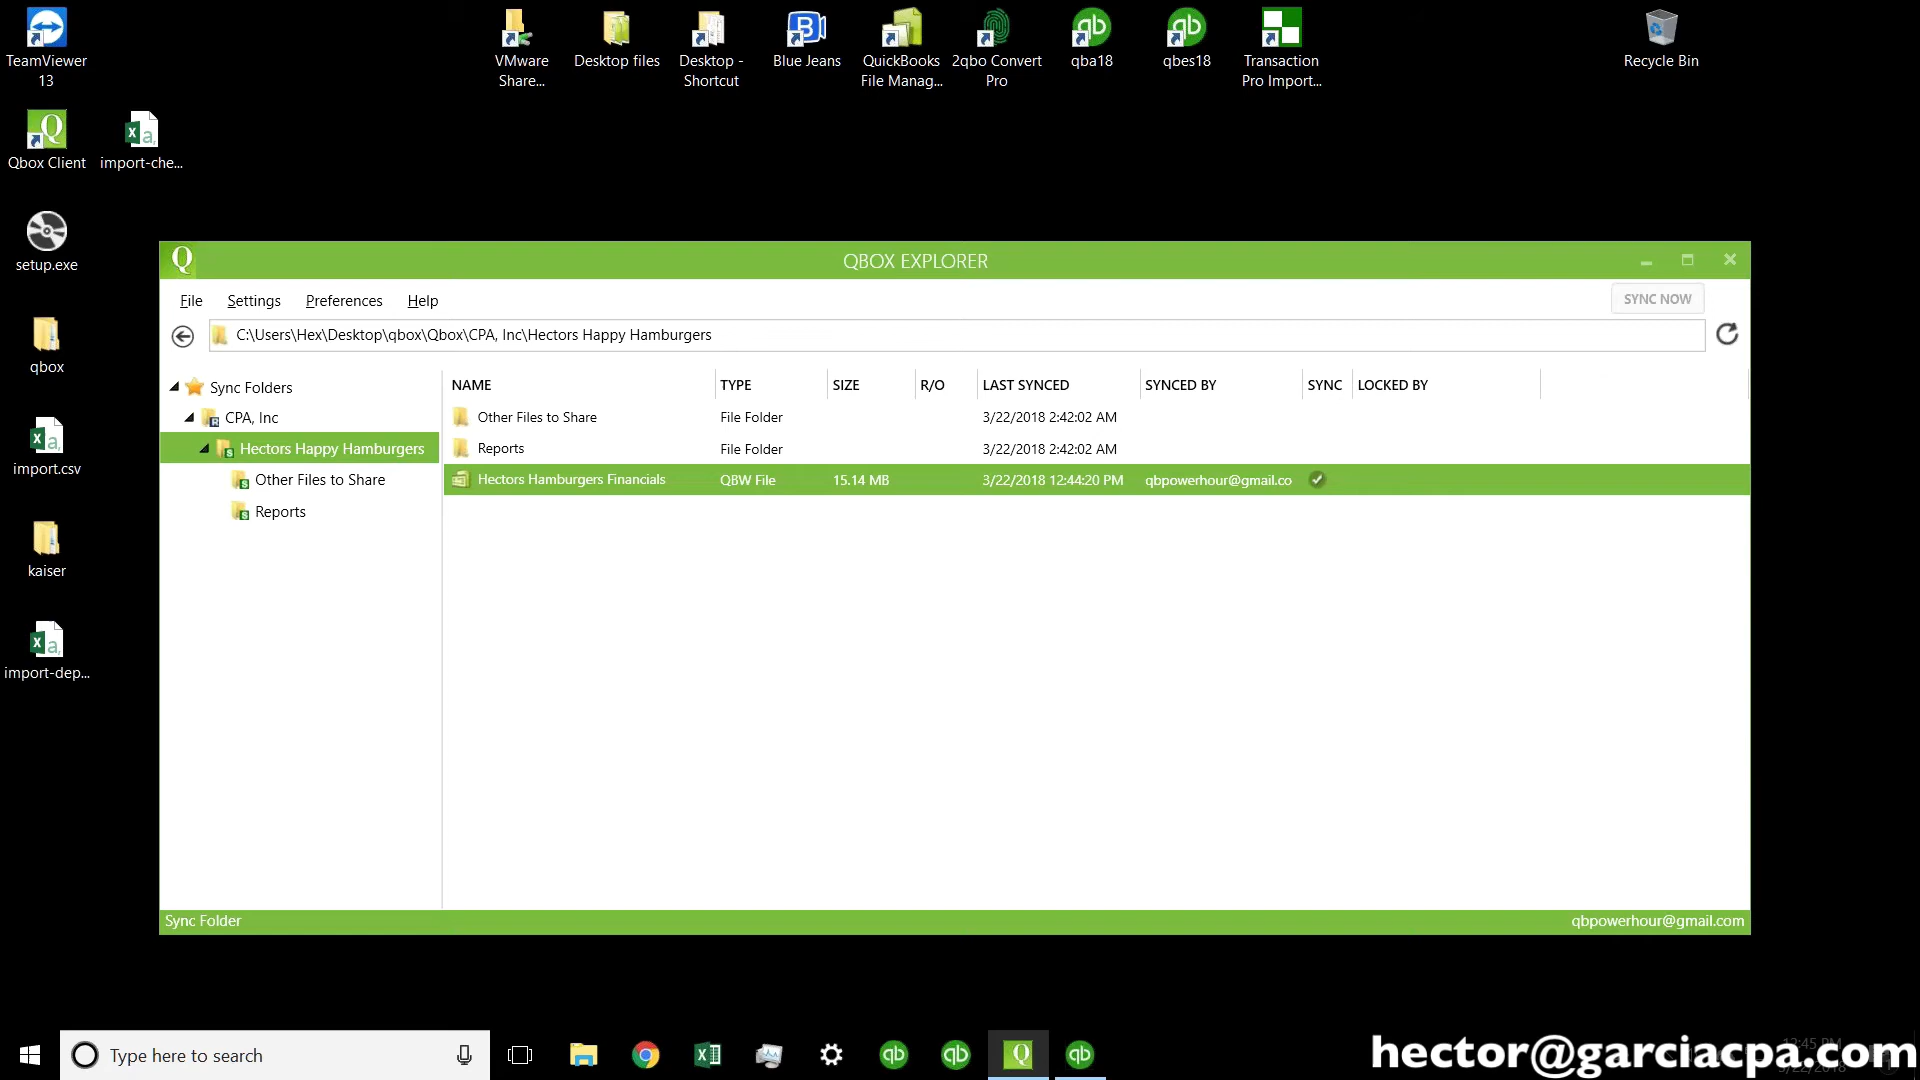 TeamViewer
13
VMware
Share...
Desktop files
Desktop -
Shortcut
Blue Jeans
QuickBooks
File Manag...
2qbo Convert
Pro
qba18
qbes18
Transaction
Pro Import...
Recycle Bin
Qbox Client
import-che...
setup.exe
qbox
import.csv
kaiser
import-dep...
QBOX EXPLORER
File Settings Preferences Help
SYNC NOW
C:\Users\Hex\Desktop\qbox\Qbox\CPA, Inc\Hectors Happy Hamburgers
Sync Folders
CPA, Inc
Hectors Happy Hamburgers
Other Files to Share
Reports
NAME TYPE SIZE R/O LAST SYNCED SYNCED BY SYNC LOCKED BY
Other Files to Share File Folder 3/22/2018 2:42:02 AM
Reports File Folder 3/22/2018 2:42:02 AM
Hectors Hamburgers Financials QBW File 15.14 MB 3/22/2018 12:44:20 PM qbpowerhour@gmail.co
Sync Folder
qbpowerhour@gmail.com
Type here to search
12:45 PM
hector@garciacpa.com
3/22/2018